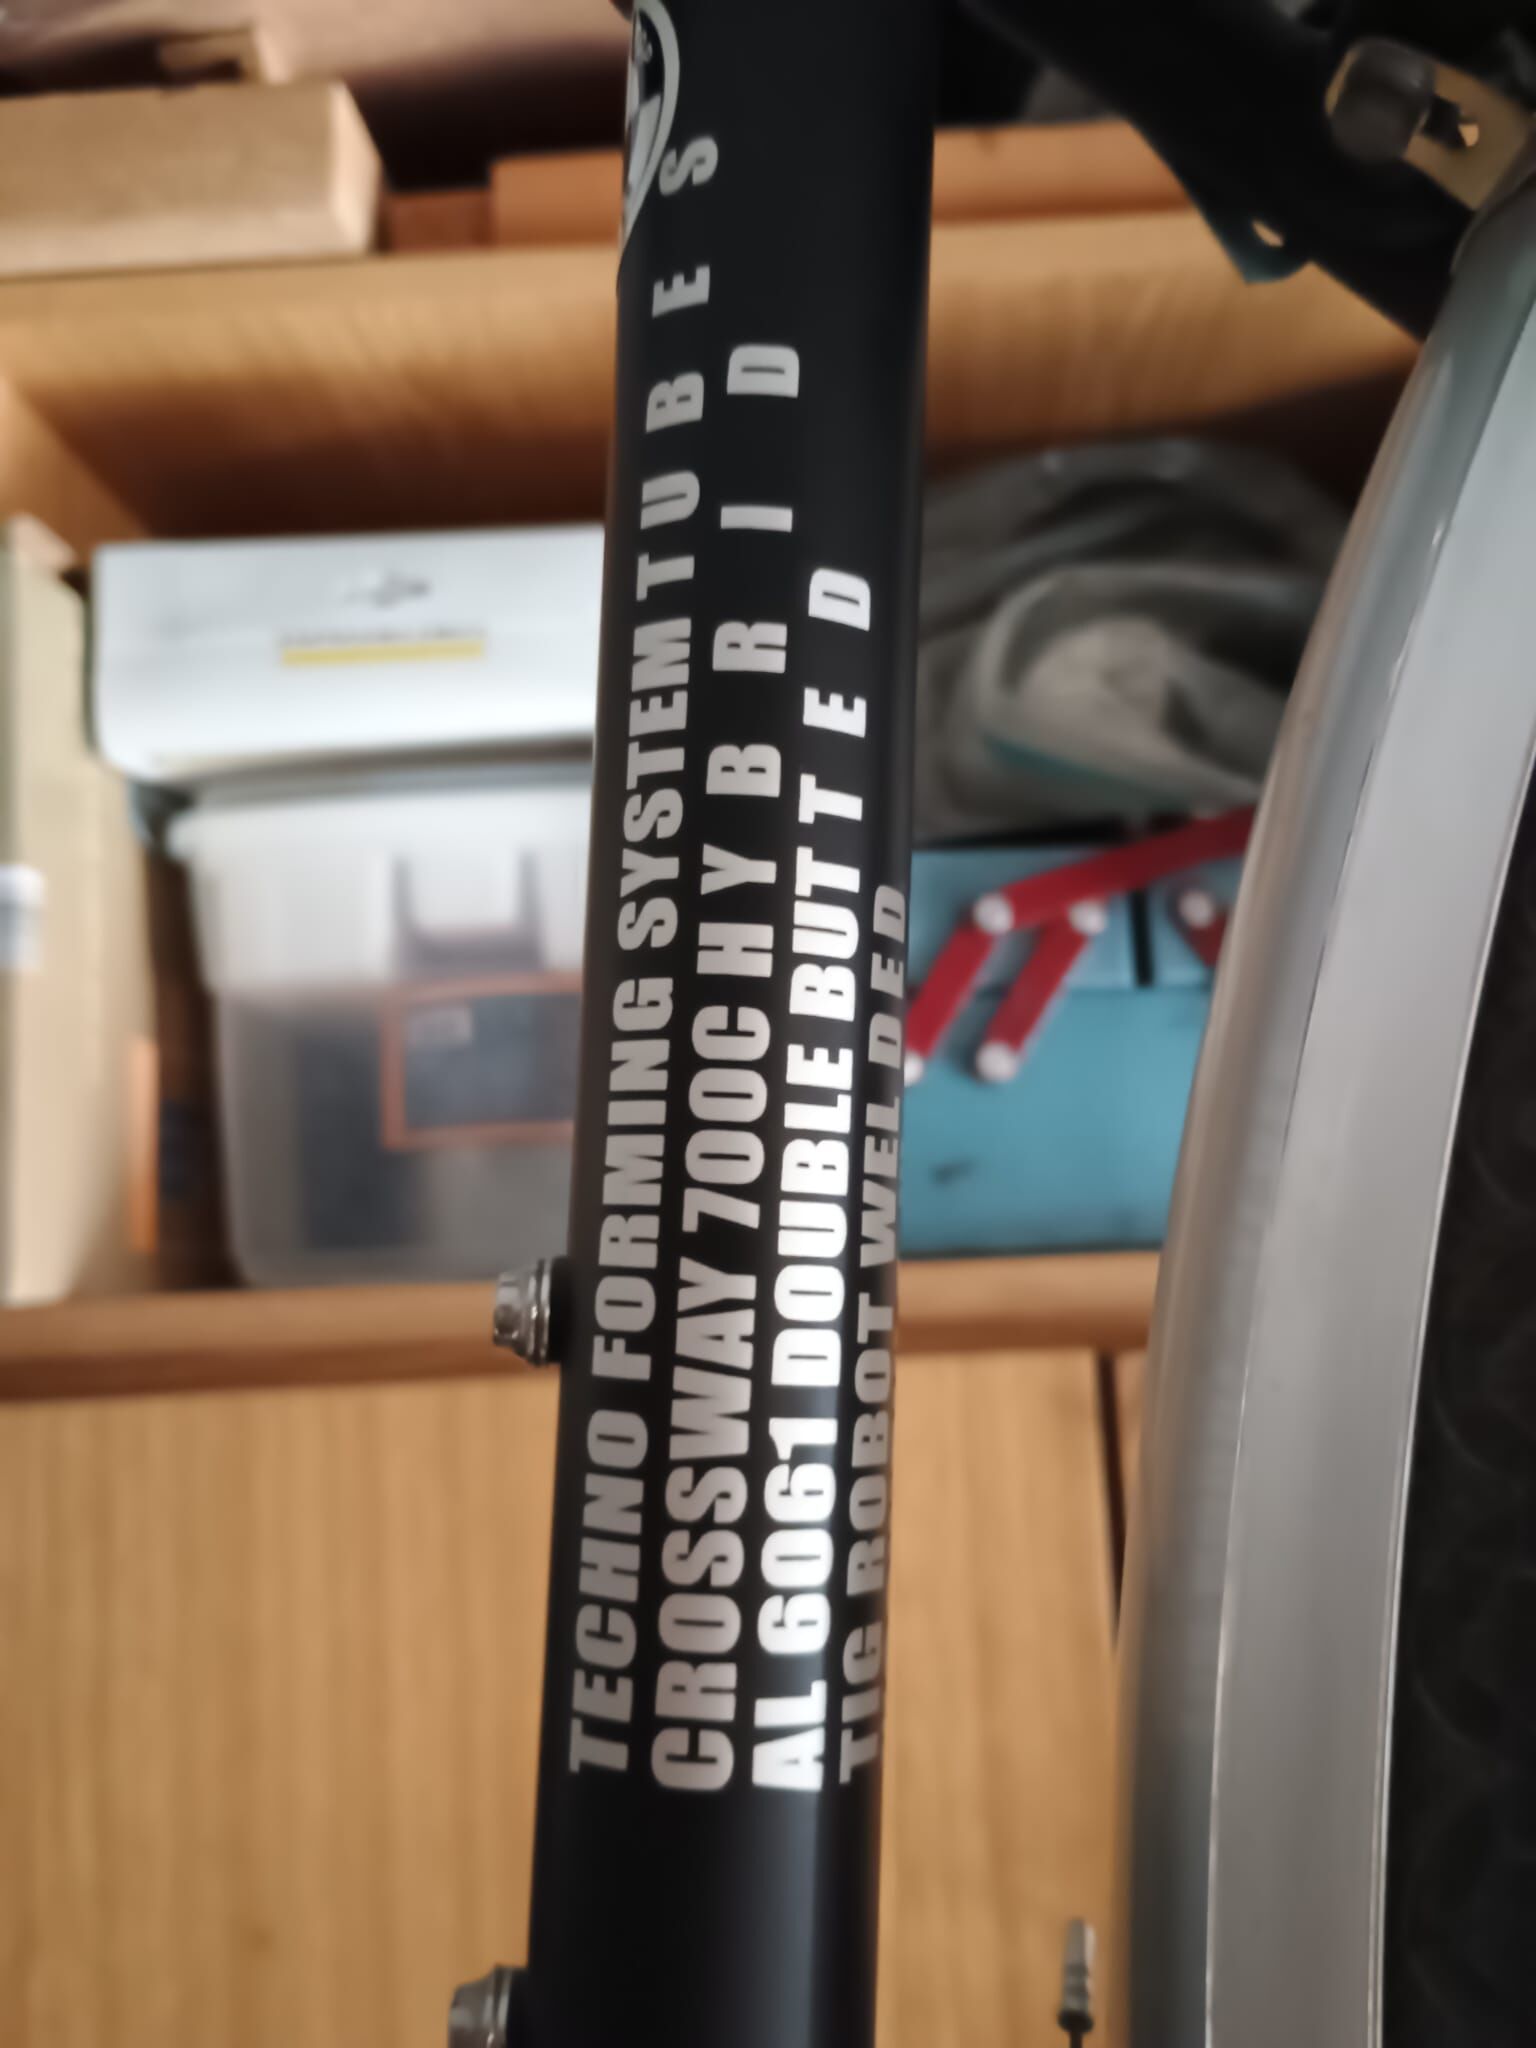 TECHNO FORMING SYSTEM TUBES
CROSSWAY 700C HYBRID
AL 6061 DOUBLE BUTTED
TIG ROBOT WELDED